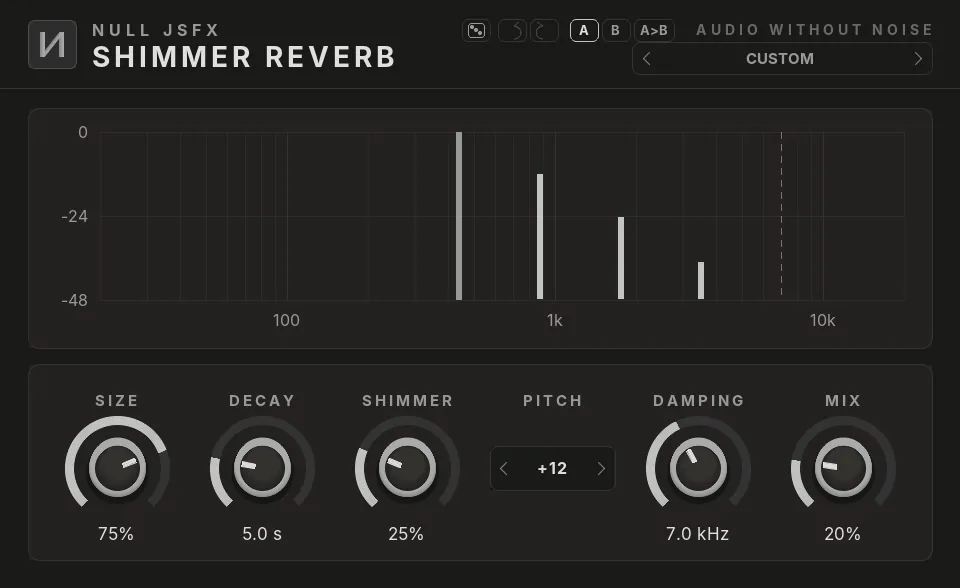 NULL JSFX
SHIMMER REVERB
A B A>B
AUDIO WITHOUT NOISE
CUSTOM
0
-24
-48
100 1k 10k
SIZE DECAY SHIMMER PITCH DAMPING MIX
+12
75% 5.0 s 25% 7.0 kHz 20%